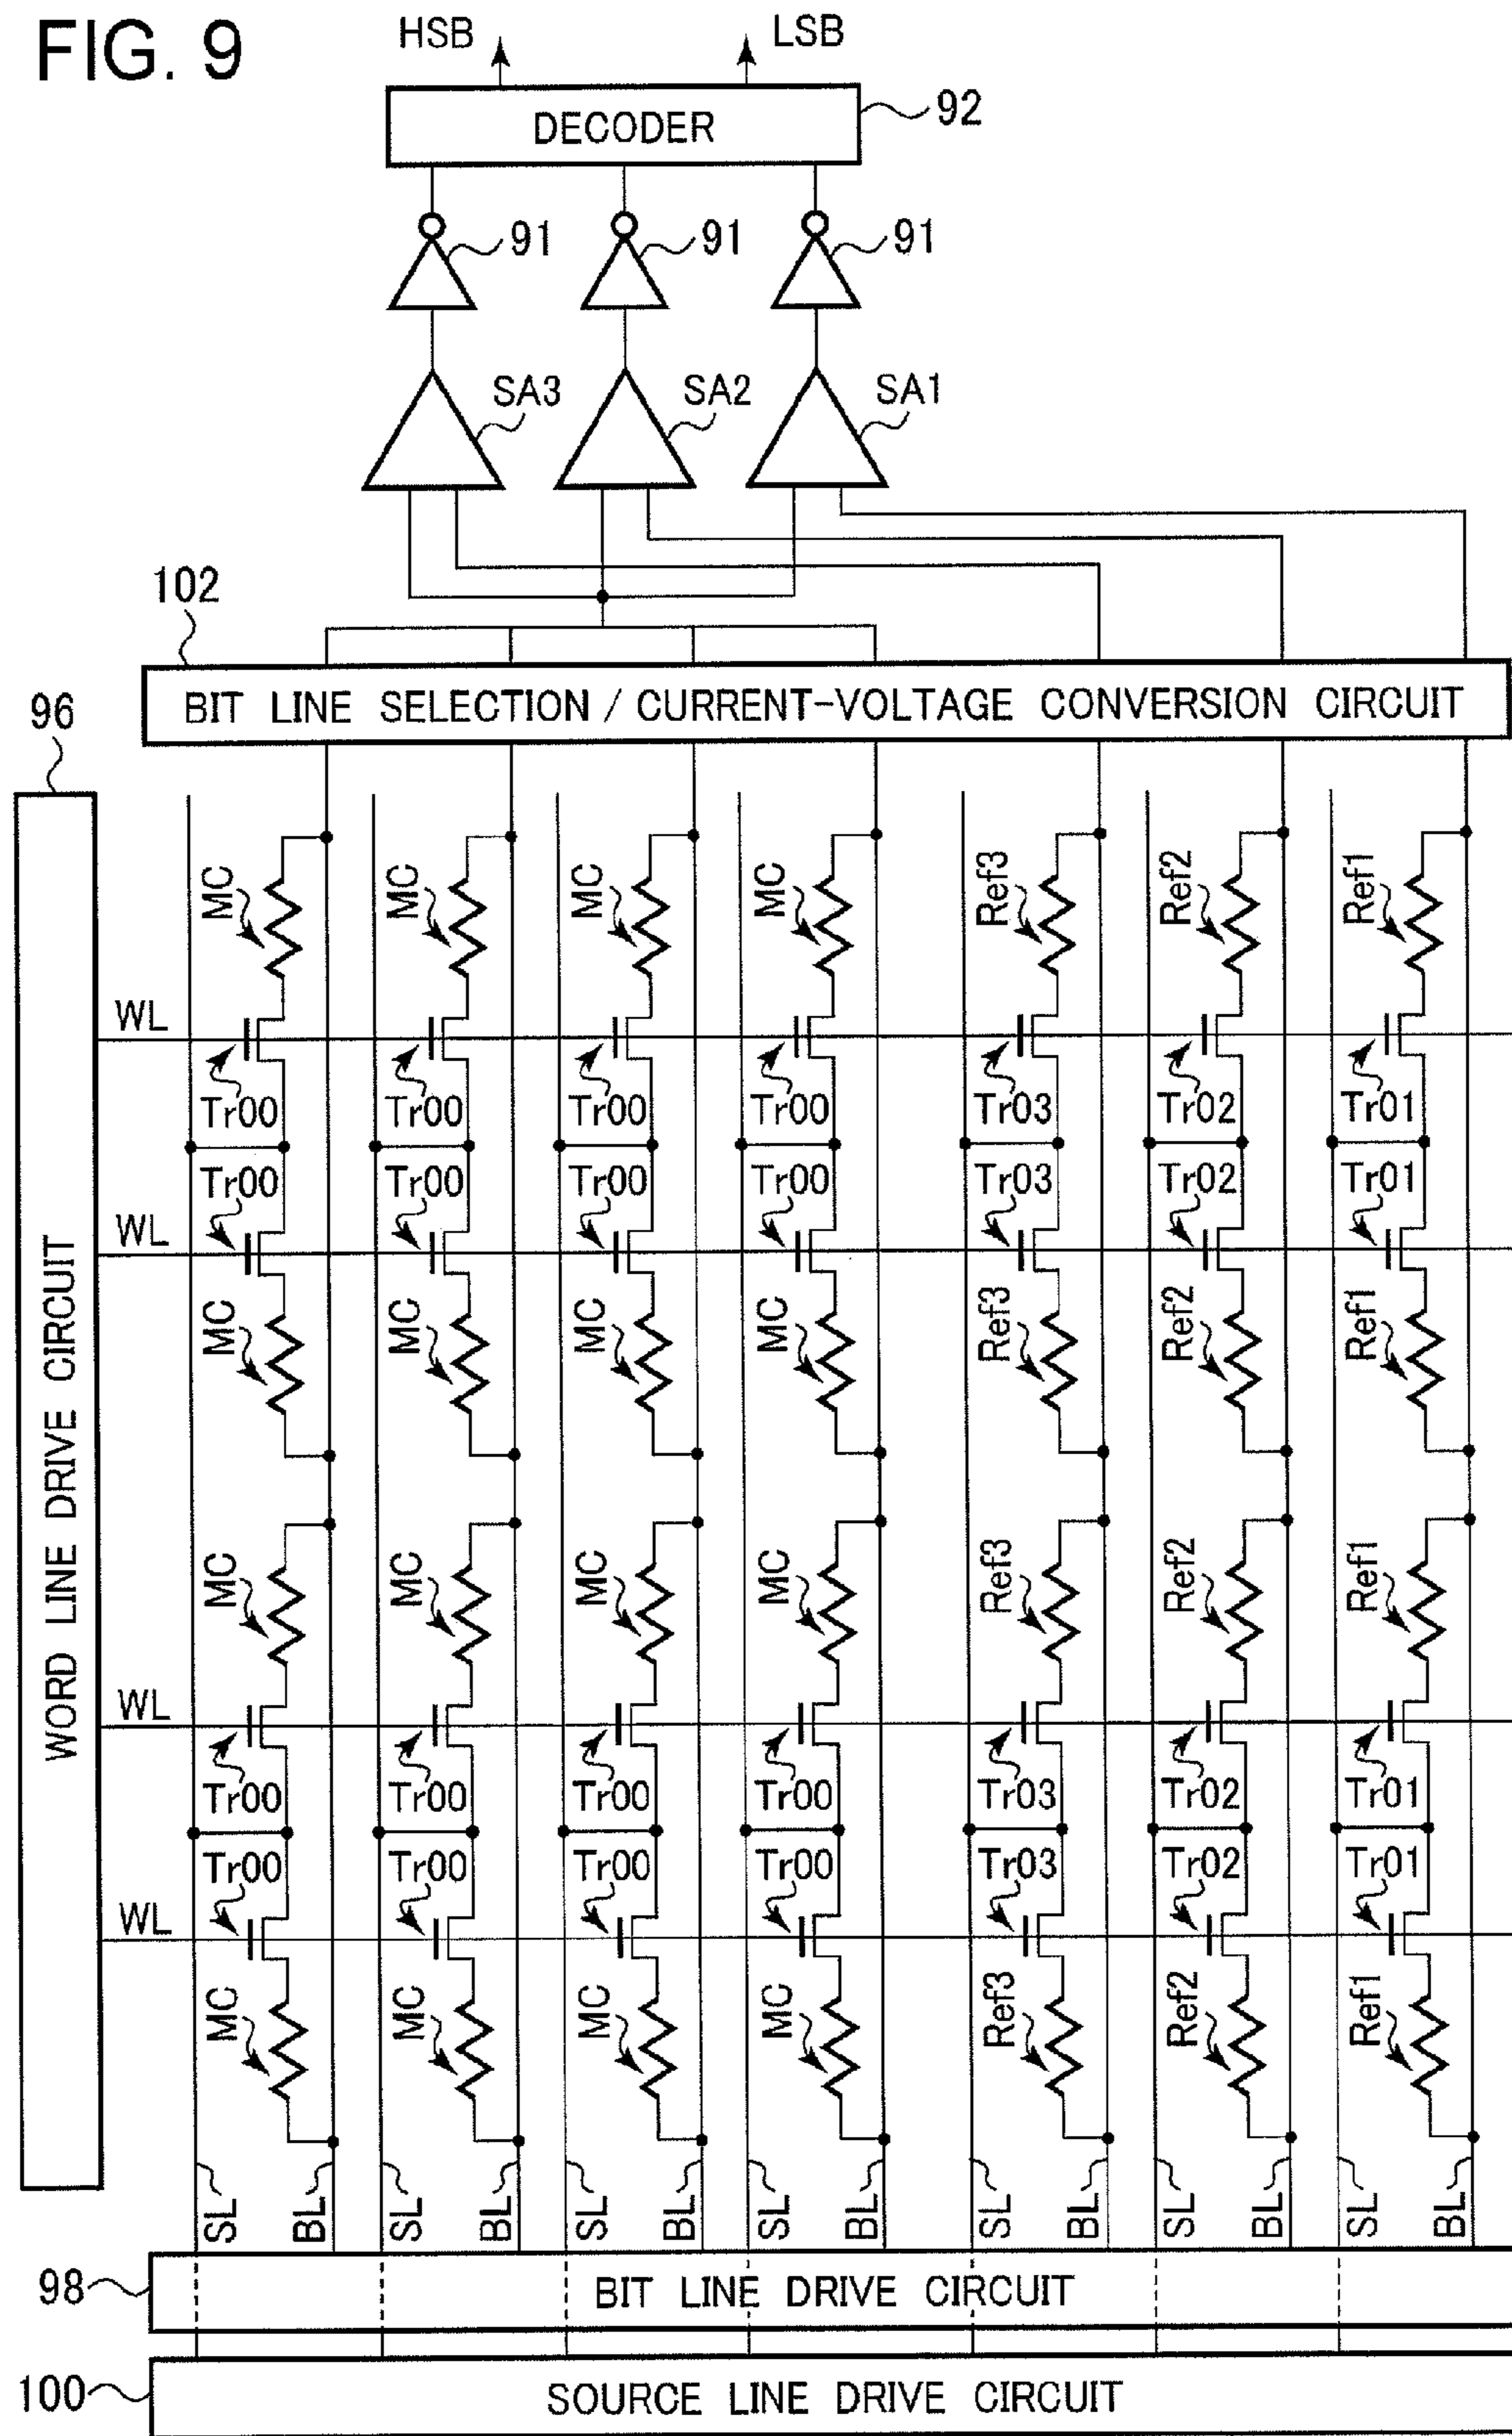 FIG. 9
HSB LSB
DECODER 92
91 91 91
SA3 SA2 SA1
102
BIT LINE SELECTION / CURRENT-VOLTAGE CONVERSION CIRCUIT
96
WORD LINE DRIVE CIRCUIT
MC MC MC MC Ref3 Ref2 Ref1
WL
Tr00 Tr00 Tr00 Tr00 Tr03 Tr02 Tr01
Tr00 Tr00 Tr00 Tr00 Tr03 Tr02 Tr01
WL
MC MC MC MC Ref3 Ref2 Ref1
MC MC MC MC Ref3 Ref2 Ref1
WL
Tr00 Tr00 Tr00 Tr00 Tr03 Tr02 Tr01
Tr00 Tr00 Tr00 Tr00 Tr03 Tr02 Tr01
WL
MC MC MC MC Ref3 Ref2 Ref1
SL BL SL BL SL BL SL BL SL BL SL BL SL BL
98 BIT LINE DRIVE CIRCUIT
100 SOURCE LINE DRIVE CIRCUIT